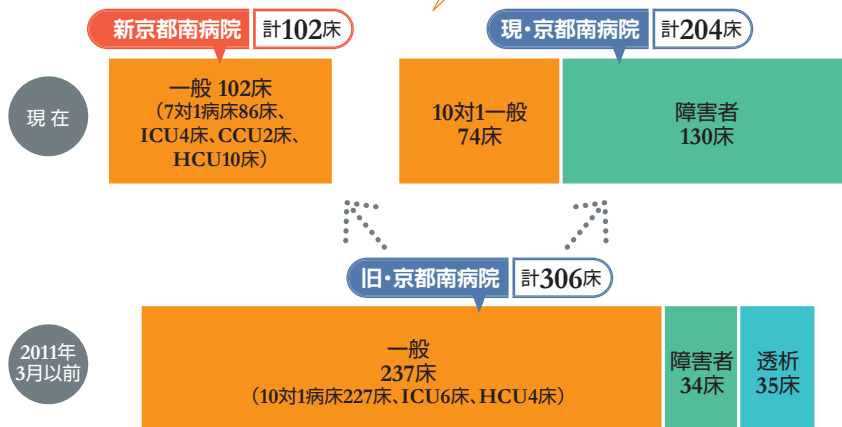 新京都南病院 計102床
現・京都南病院 計204床
現在
一般 102床
(7対1病床86床、
ICU4床、CCU2床、
HCU10床)
10対1一般
74床
障害者
130床
旧・京都南病院 計306床
2011年
3月以前
一般
237床
(10対1病床227床、ICU6床、HCU4床)
障害者
34床
透析
35床